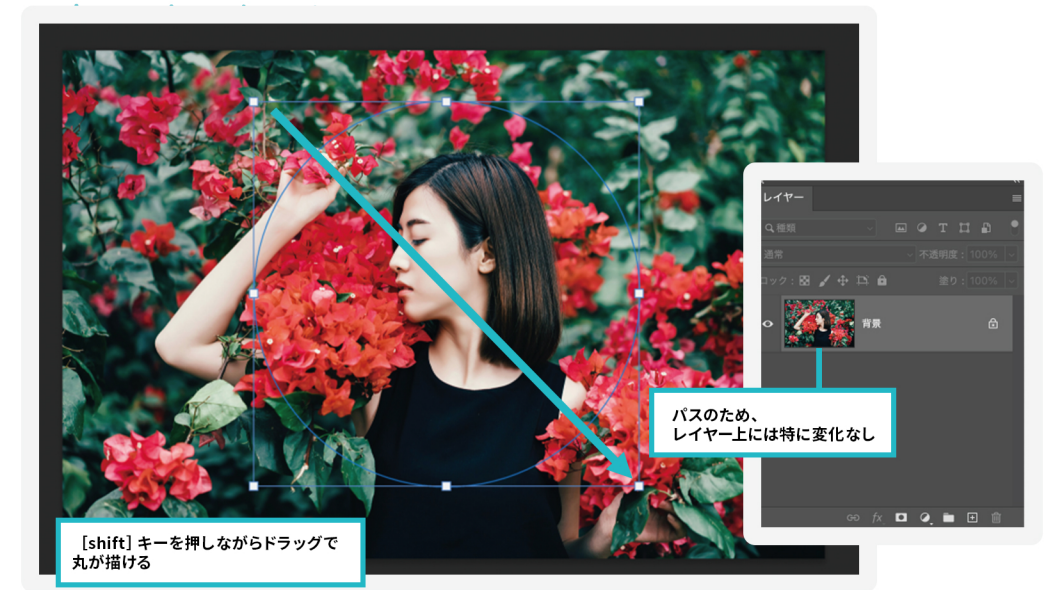 レイヤー
種類
通常
不透明度： 100%
ロック：
塗り： 100%
背景
パスのため、
レイヤー上には特に変化なし
fx
［shift］キーを押しながらドラッグで
丸が描ける